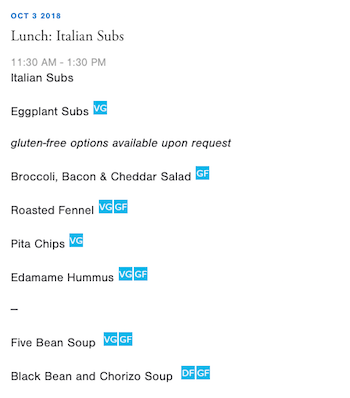 OCT 3 2018
Lunch: Italian Subs
11:30 AM - 1:30 PM
Italian Subs
Eggplant Subs VG
gluten-free options available upon request
Broccoli, Bacon & Cheddar Salad GF
Roasted Fennel VG GF
Pita Chips VG
Edamame Hummus VG GF
—
Five Bean Soup VG GF
Black Bean and Chorizo Soup DF GF